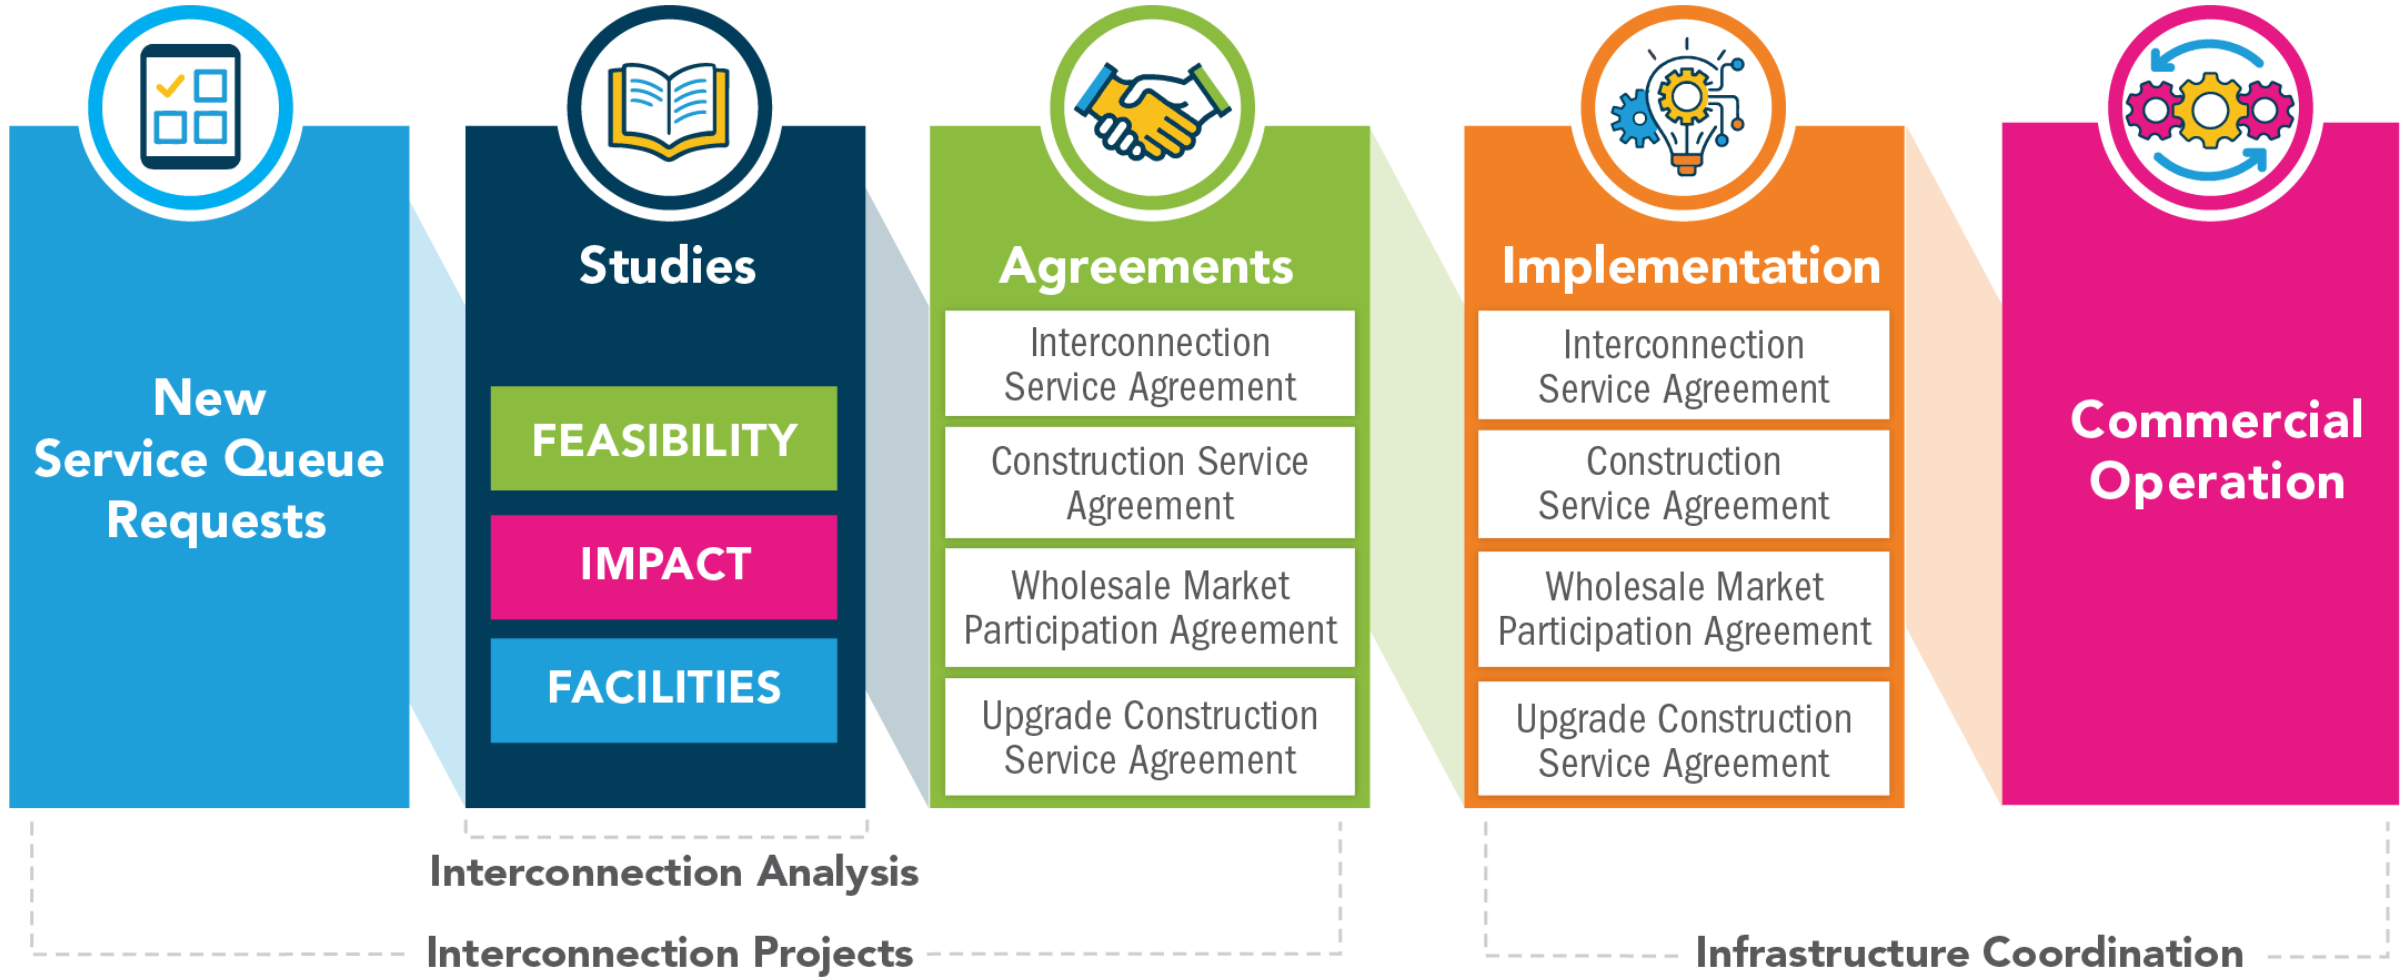 New
Service Queue
Requests
Studies
FEASIBILITY
IMPACT
FACILITIES
Agreements
Interconnection
Service Agreement
Construction Service
Agreement
Wholesale Market
Participation Agreement
Upgrade Construction
Service Agreement
Implementation
Interconnection
Service Agreement
Construction
Service Agreement
Wholesale Market
Participation Agreement
Upgrade Construction
Service Agreement
Commercial
Operation
Interconnection Analysis
Interconnection Projects
Infrastructure Coordination